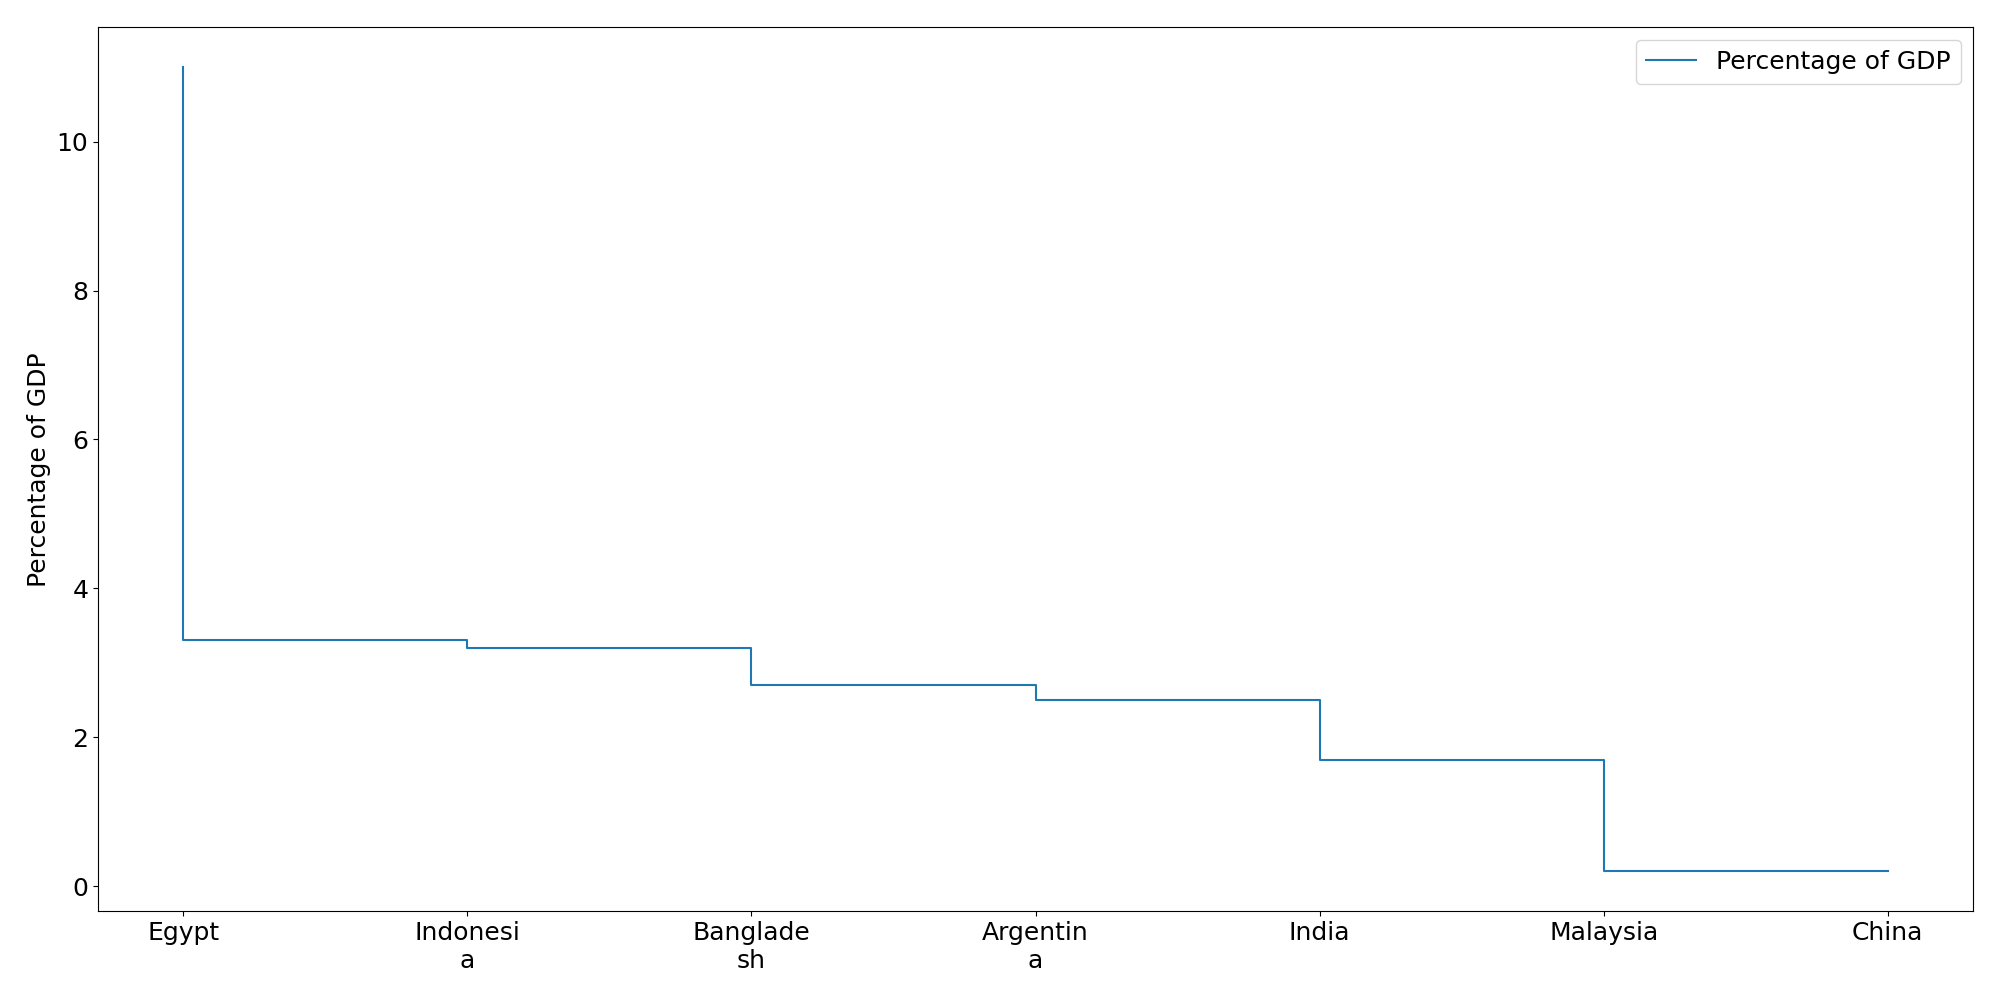 Percentage of GDP
10
8
6
4
2
0
Percentage of GDP
Egypt
Indonesi
a
Banglade
sh
Argentin
a
India
Malaysia
China